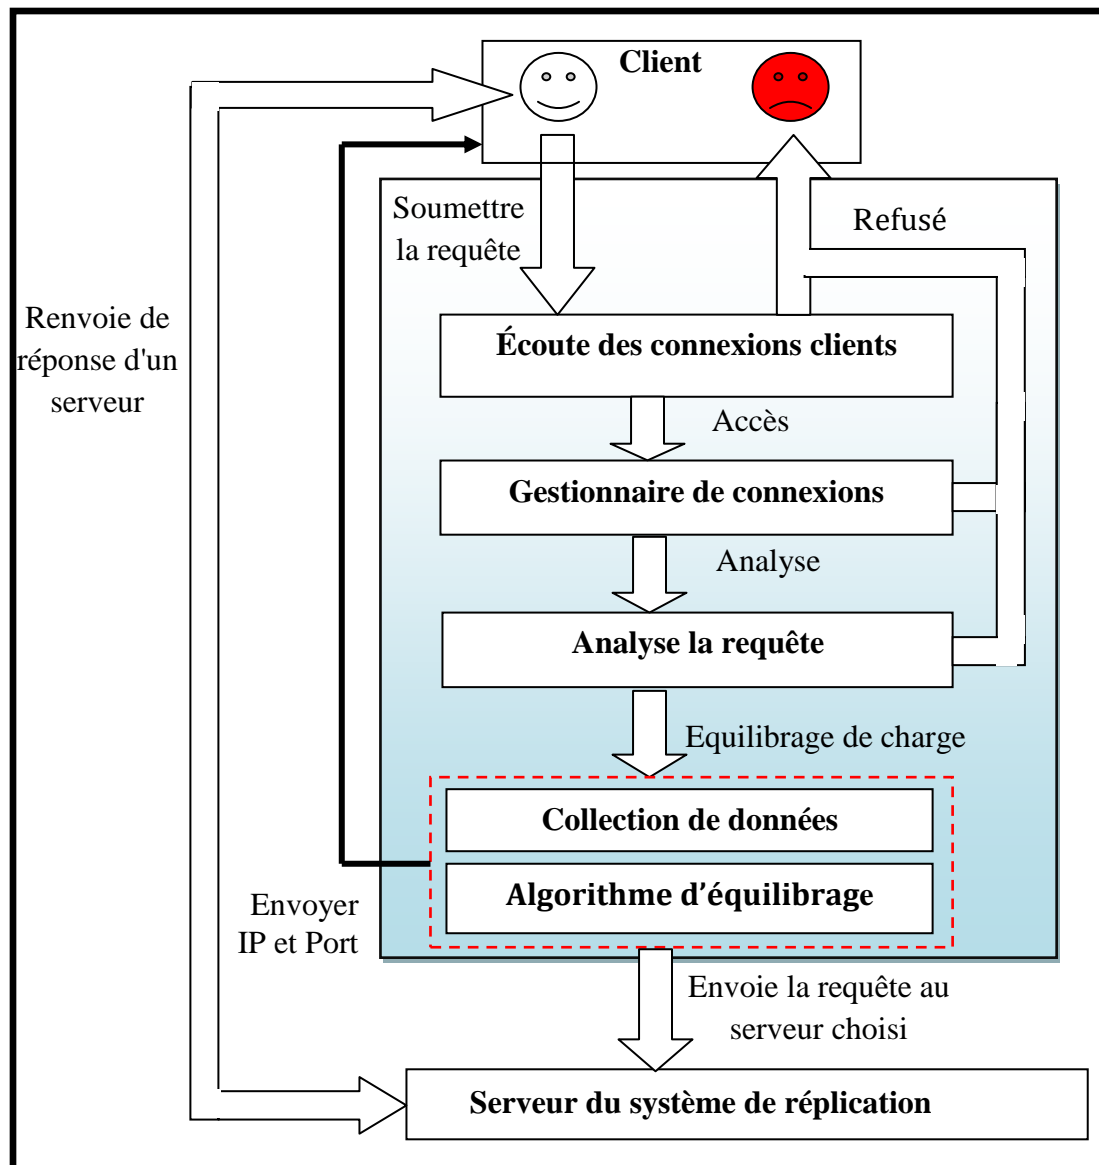 Client
Soumettre
la requête
Refusé
Renvoie de
réponse d'un
serveur
Écoute des connexions clients
Accès
Gestionnaire de connexions
Analyse
Analyse la requête
Equilibrage de charge
Collection de données
Algorithme d’équilibrage
Envoyer
IP et Port
Envoie la requête au
serveur choisi
Serveur du système de réplication